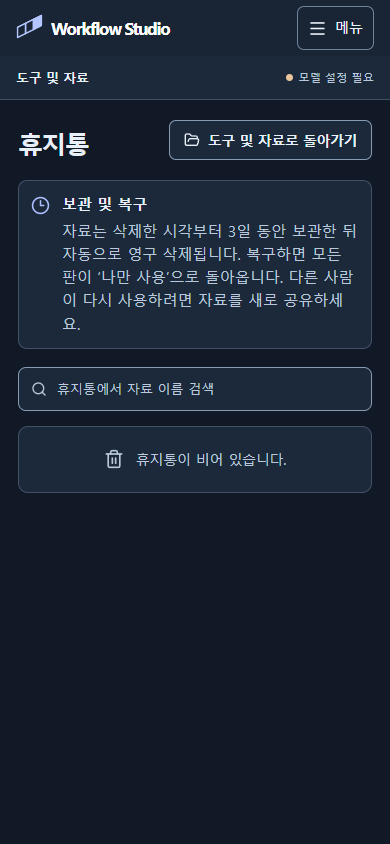 Workflow Studio
메뉴
도구 및 자료
모델 설정 필요
휴지통
도구 및 자료로 돌아가기
보관 및 복구
자료는 삭제한 시각부터 3일 동안 보관한 뒤
자동으로 영구 삭제됩니다. 복구하면 모든
판이 '나만 사용'으로 돌아옵니다. 다른 사람
이 다시 사용하려면 자료를 새로 공유하세
요.
휴지통에서 자료 이름 검색
휴지통이 비어 있습니다.